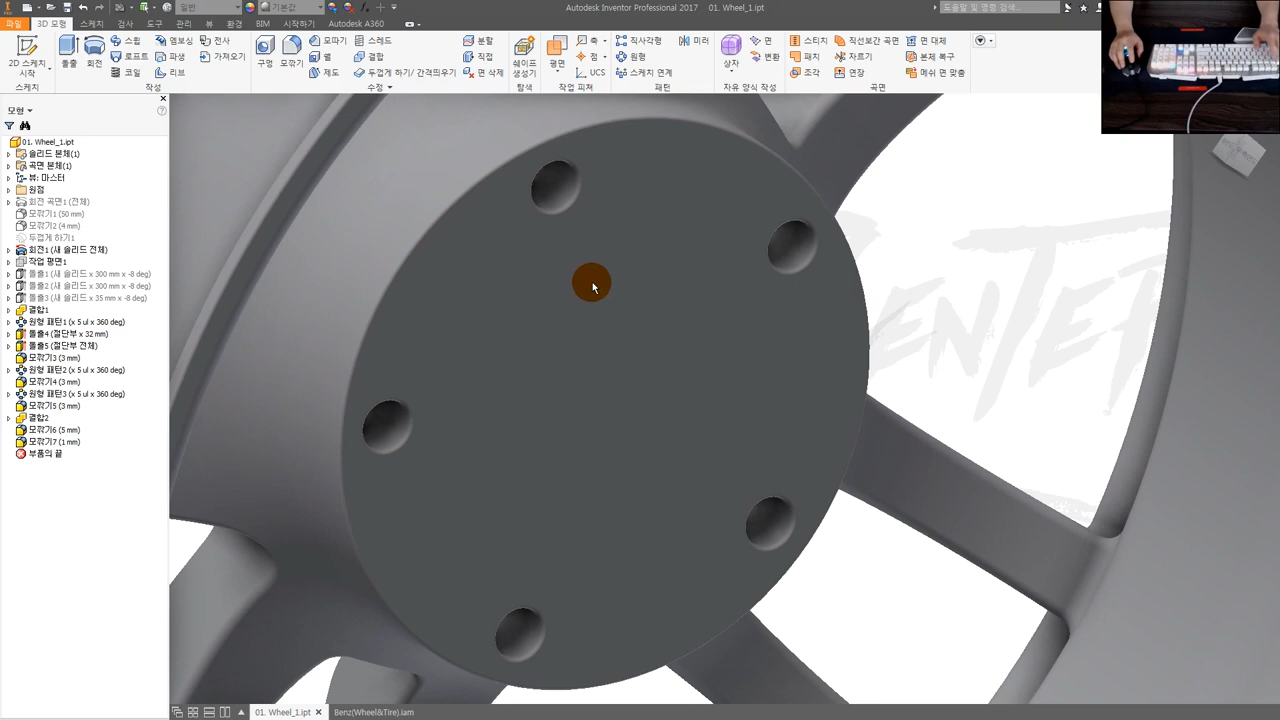 일반
기본값
Autodesk Inventor Professional 2017 01. Wheel_1.ipt
도움말 및 명령 검색...
파일 3D 모형 스케치 검사 도구 관리 뷰 환경 BIM 시작하기 Autodesk A360
2D 스케치 시작
스케치
돌출 회전
스윕 엠보싱 전사
로프트 파생 가져오기
코일 리브
작성
구멍 모깎기
모따기 스레드 분할
쉘 결합 직접
제도 두껍게 하기/ 간격띄우기 면 삭제
수정
쉐이프 생성기
탐색
평면
축
점
UCS
작업 피쳐
직사각형 미러
원형
스케치 연계
패턴
상자
면
변환
자유 양식 작성
스티치 직선보간 곡면 면 대체
패치 자르기 본체 복구
조각 연장 메쉬 면 맞춤
곡면
모형
01. Wheel_1.ipt
솔리드 본체(1)
곡면 본체(1)
뷰: 마스터
원점
회전 곡면1 (전체)
모깎기1 (50 mm)
모깎기2 (4 mm)
두껍게 하기1
회전1 (새 솔리드 전체)
작업 평면1
돌출1 (새 솔리드 x 300 mm x -8 deg)
돌출2 (새 솔리드 x 300 mm x -8 deg)
돌출3 (새 솔리드 x 35 mm x -8 deg)
결합1
원형 패턴1 (x 5 ul x 360 deg)
돌출4 (절단부 x 32 mm)
돌출5 (절단부 전체)
모깎기3 (3 mm)
원형 패턴2 (x 5 ul x 360 deg)
모깎기4 (3 mm)
원형 패턴3 (x 5 ul x 360 deg)
모깎기5 (3 mm)
결합2
모깎기6 (5 mm)
모깎기7 (1 mm)
부품의 끝
01. Wheel_1.ipt Benz(Wheel&Tire).iam